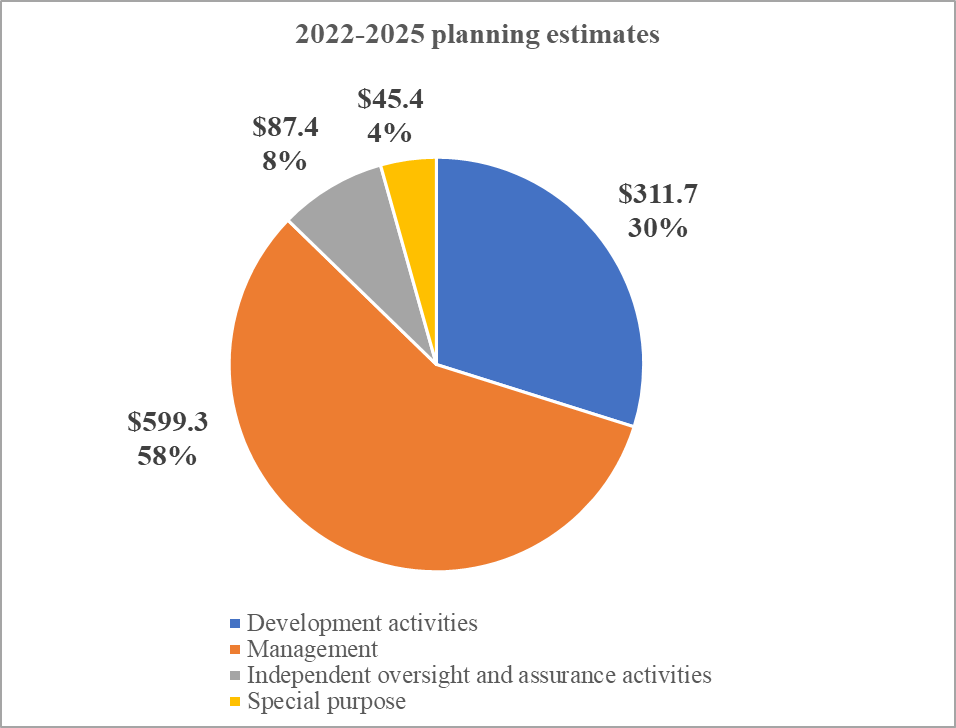 2022-2025 planning estimates
$45.4
4%
$87.4
8%
$311.7
30%
$599.3
58%
Development activities
Management
Independent oversight and assurance activities
Special purpose